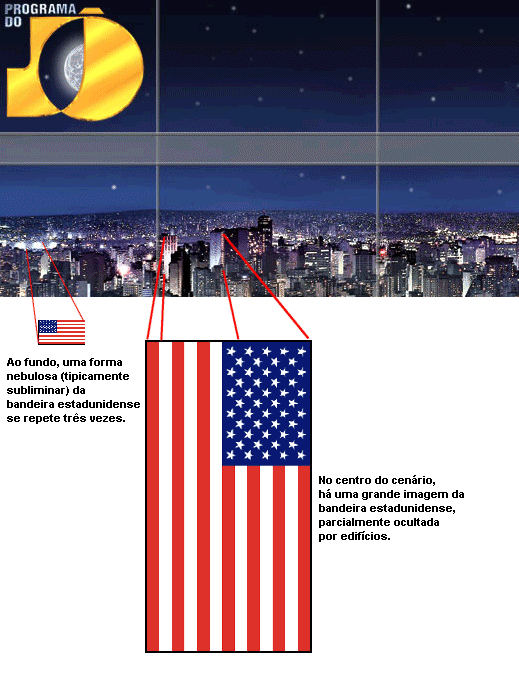 PROGRAMA
DO
JÔ
Ao fundo, uma forma
nebulosa (tipicamente
subliminar) da
bandeira estadunidense
se repete três vezes.
No centro do cenário,
há uma grande imagem da
bandeira estadunidense,
parcialmente ocultada
por edifícios.